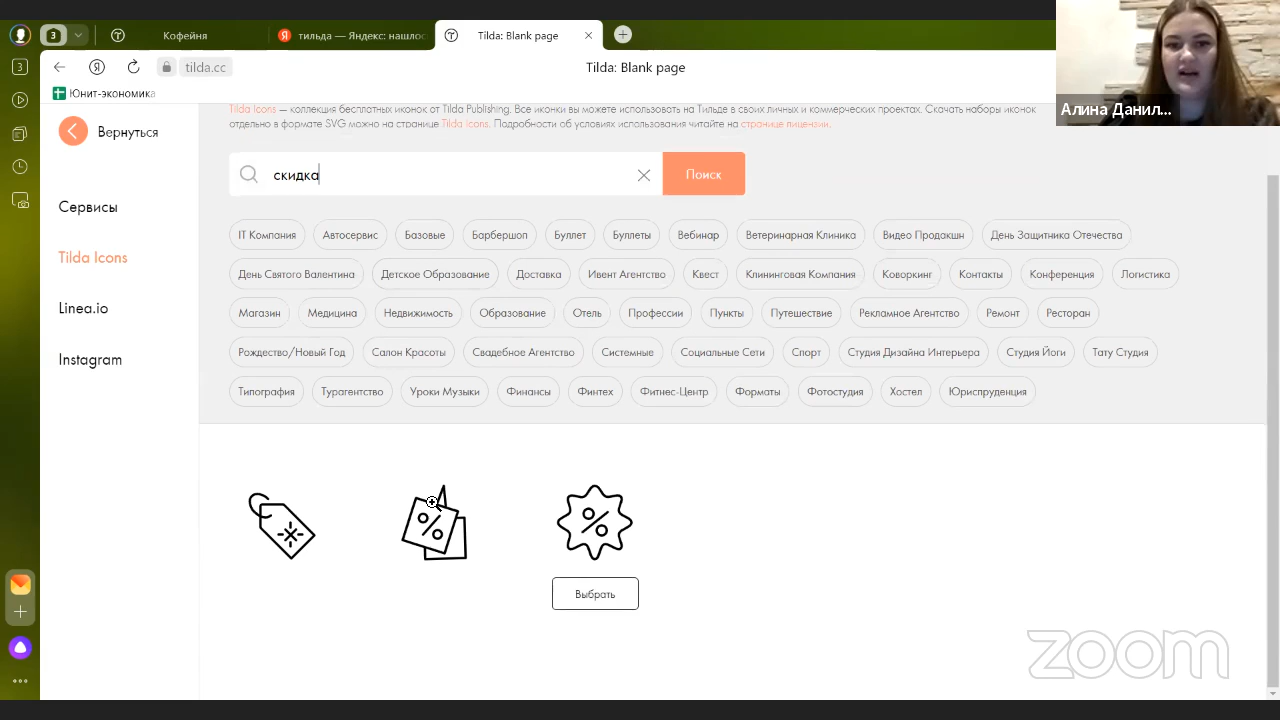 3
Кофейня
тильда — Яндекс: нашлос
Tilda: Blank page
3
tilda.cc
Tilda: Blank page
Юнит-экономика
Алина Данил...
Tilda Icons — коллекция бесплатных иконок от Tilda Publishing. Все иконки вы можете использовать на Тильде в своих личных и коммерческих проектах. Скачать наборы иконок
отдельно в формате SVG можно на странице Tilda Icons. Подробности об условиях использования читайте на странице лицензии.
Вернуться
скидка
Поиск
Сервисы
Tilda Icons
Linea.io
Instagram
IT Компания Автосервис Базовые Барбершоп Буллет Буллеты Вебинар Ветеринарная Клиника Видео Продакшн День Защитника Отечества
День Святого Валентина Детское Образование Доставка Ивент Агентство Квест Клининговая Компания Коворкинг Контакты Конференция Логистика
Магазин Медицина Недвижимость Образование Отель Профессии Пункты Путешествие Рекламное Агентство Ремонт Ресторан
Рождество/Новый Год Салон Красоты Свадебное Агентство Системные Социальные Сети Спорт Студия Дизайна Интерьера Студия Йоги Тату Студия
Типография Турагентство Уроки Музыки Финансы Финтех Фитнес-Центр Форматы Фотостудия Хостел Юриспруденция
Выбрать
zoom